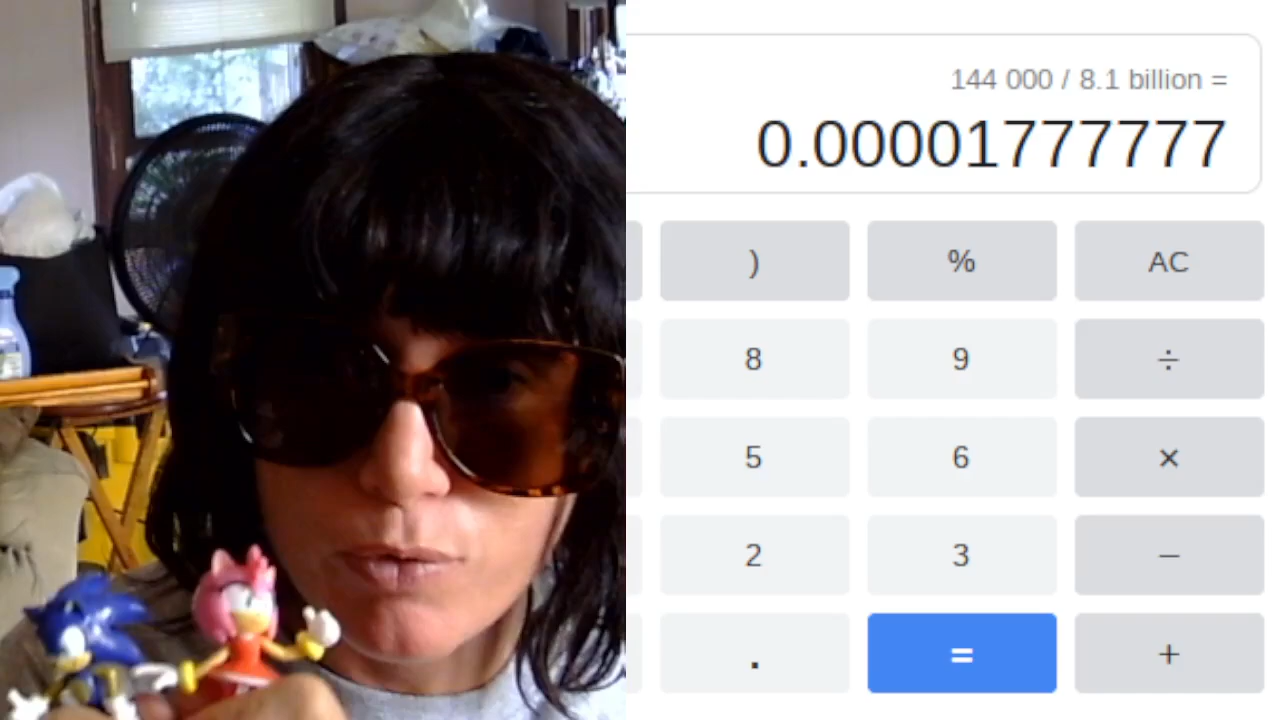 144 000 / 8.1 billion =
0.00001777777
) % AC
8 9 ÷
5 6 ×
2 3 −
. = +